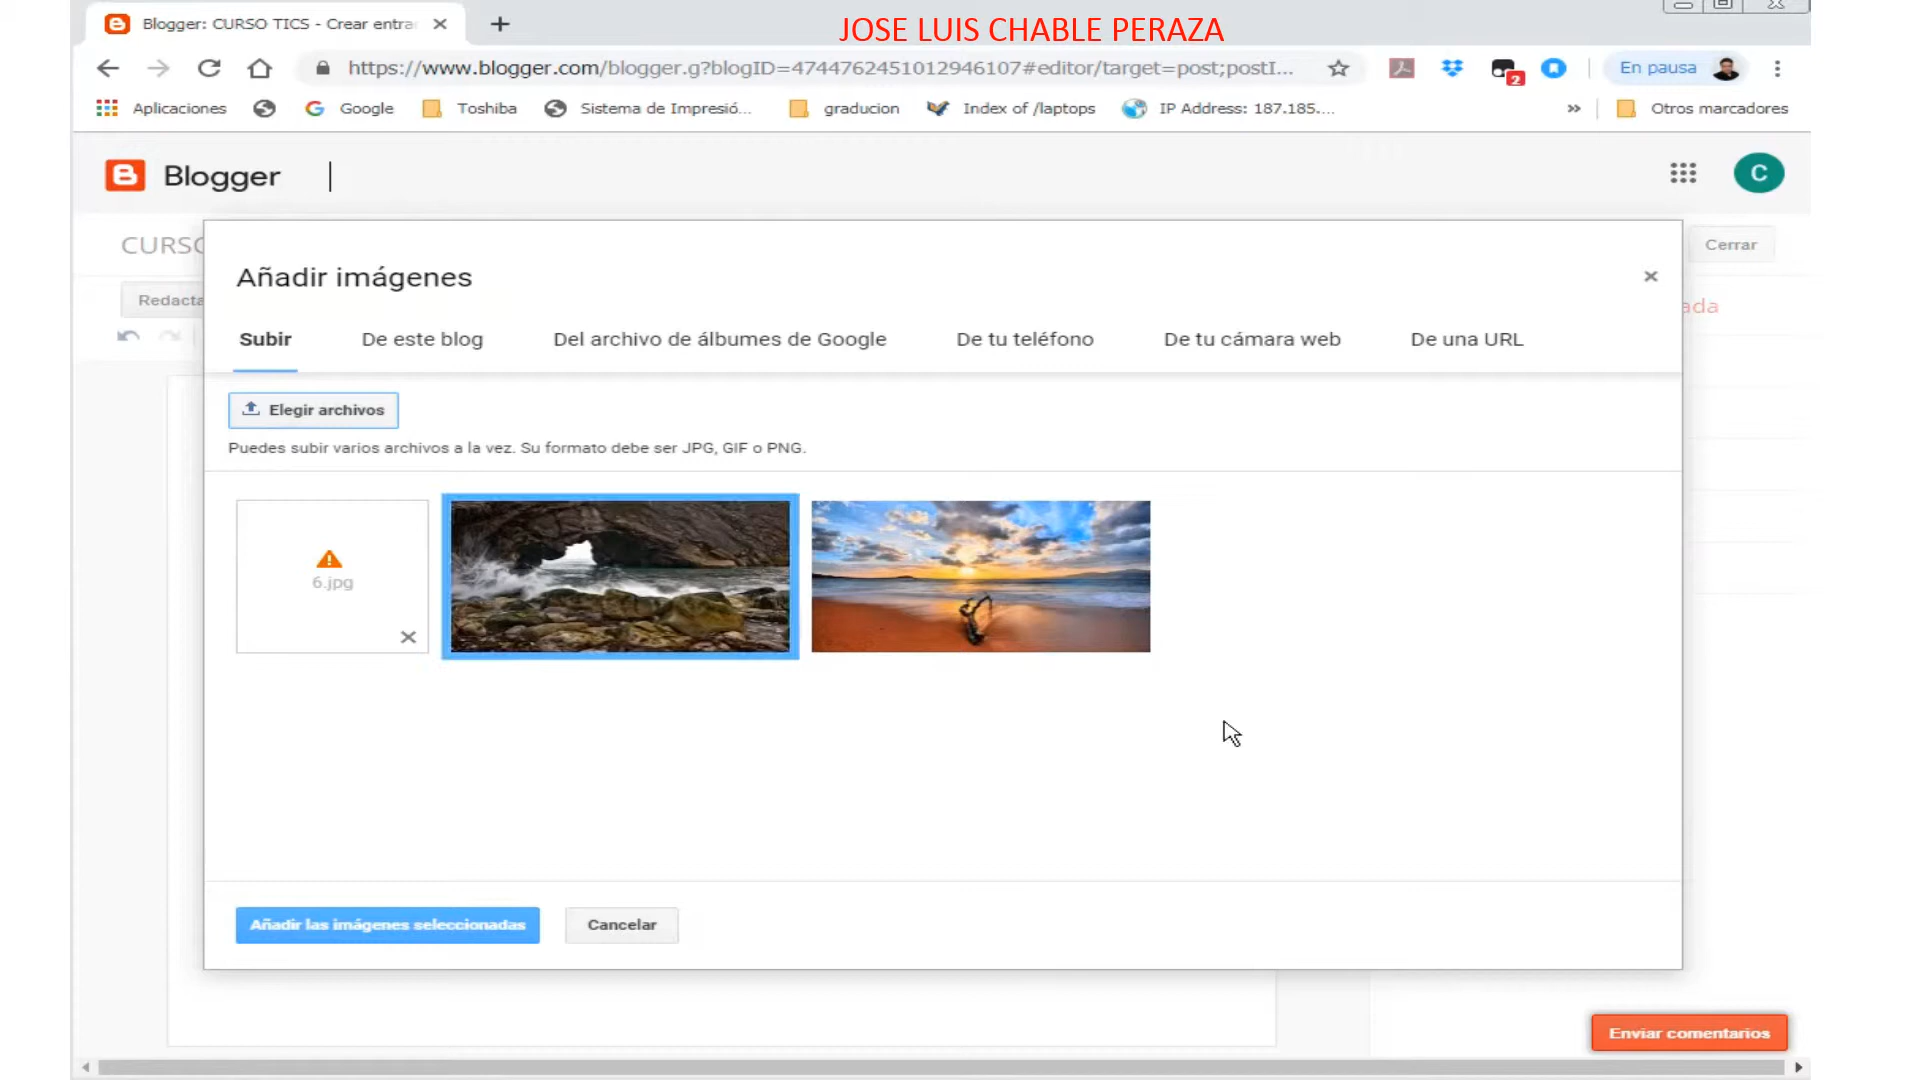 Blogger: CURSO TICS - Crear entra
JOSE LUIS CHABLE PERAZA
https://www.blogger.com/blogger.g?blogID=4744762451012946107#editor/target=post;postI...
2
En pausa
Aplicaciones
Google
Toshiba
Sistema de Impresió...
graducion
Index of /laptops
IP Address: 187.185....
»
Otros marcadores
Blogger
C
CURSO
Cerrar
Añadir imágenes
Redacta
ada
Subir
De este blog
Del archivo de álbumes de Google
De tu teléfono
De tu cámara web
De una URL
Elegir archivos
Puedes subir varios archivos a la vez. Su formato debe ser JPG, GIF o PNG.
6.jpg
Añadir las imágenes seleccionadas
Cancelar
Enviar comentarios